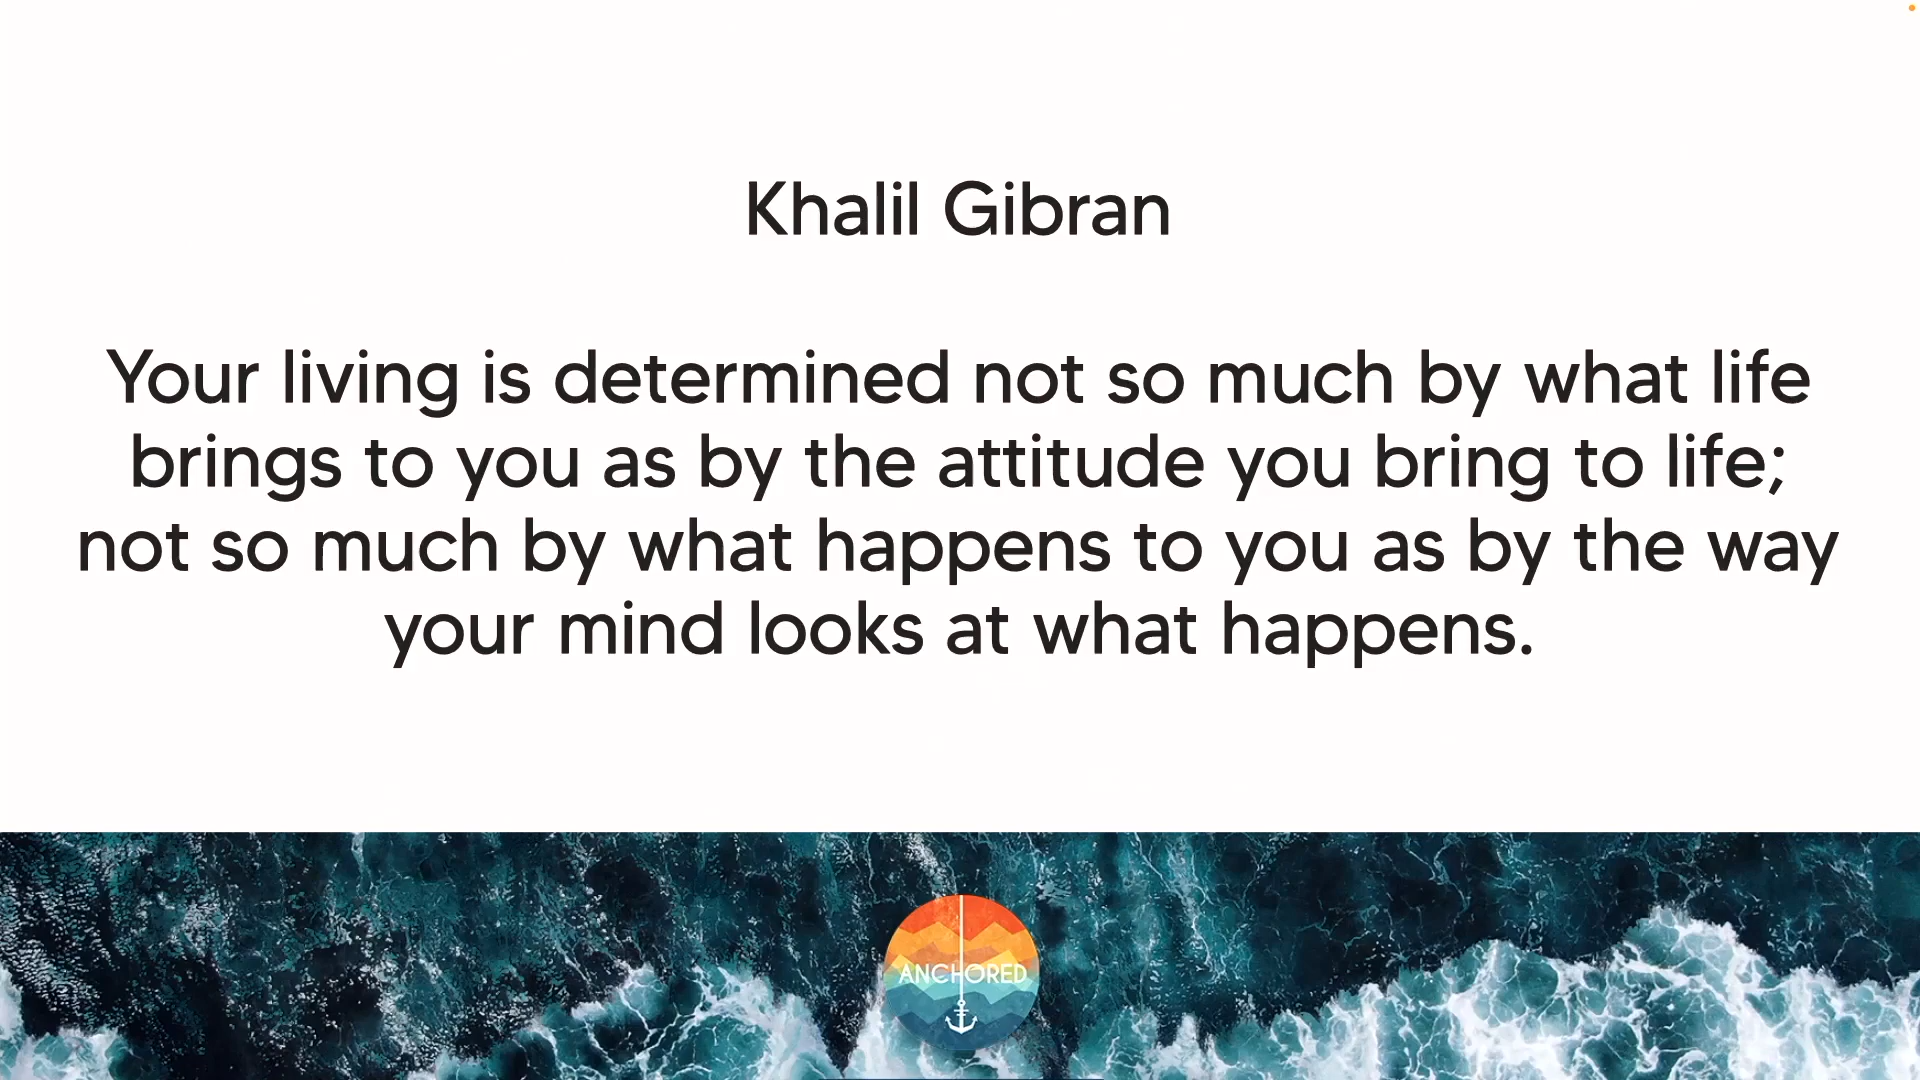 Khalil Gibran
Your living is determined not so much by what life
brings to you as by the attitude you bring to life;
not so much by what happens to you as by the way
your mind looks at what happens.
ANCHORED